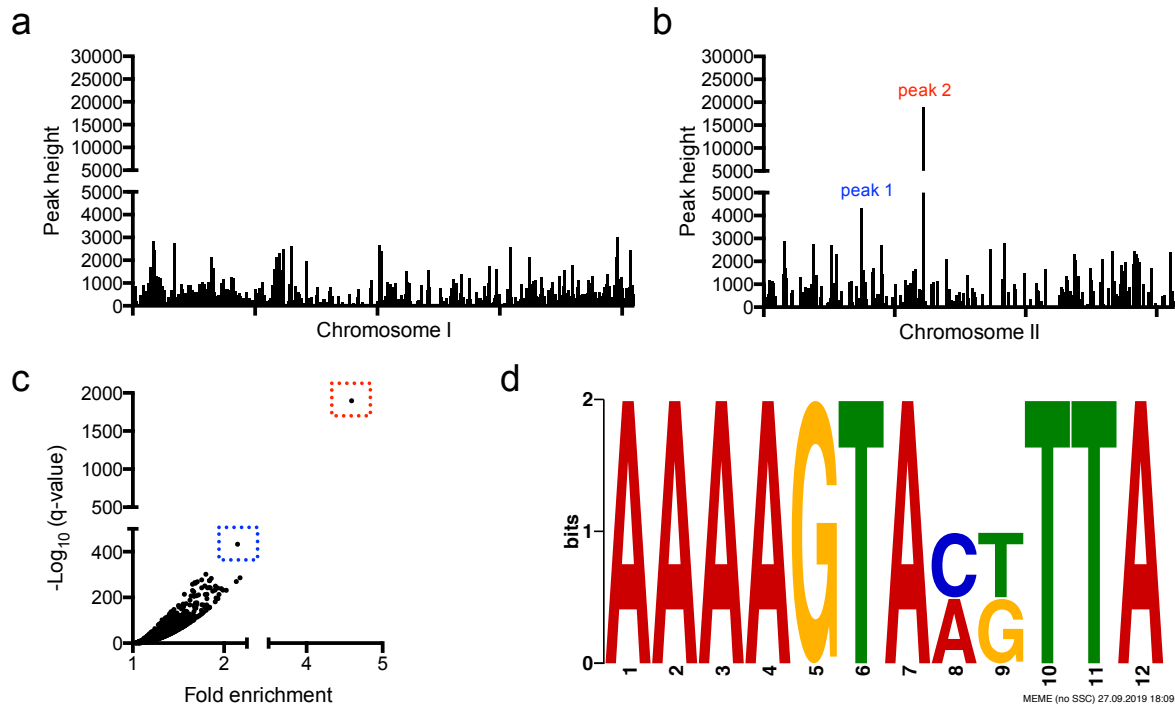 a
30000
25000
20000
15000
10000
5000
5000
4000
3000
2000
1000
0
Peak height
Chromosome I
b
30000
25000
20000
15000
10000
5000
5000
4000
3000
2000
1000
0
Peak height
peak 1
peak 2
Chromosome II
c
2000
1500
1000
500
400
200
0
-Log10 (q-value)
1 2 4 5
Fold enrichment
d
2
1
0
bits
AAAAGTACTTTA
AG
1 2 3 4 5 6 7 8 9 10 11 12
MEME (no SSC) 27.09.2019 18:09